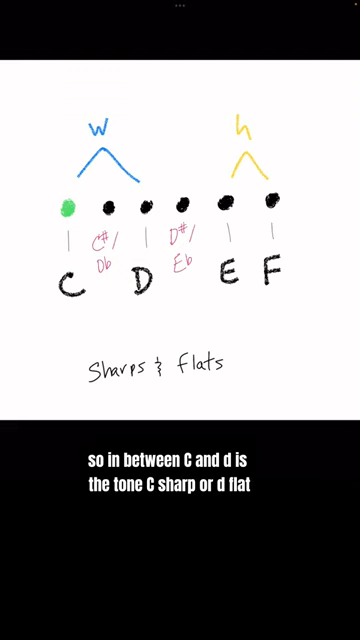 W h
C#/ D#/
Db Eb
C D E F
Sharps & Flats
so in between C and d is
the tone C sharp or d flat